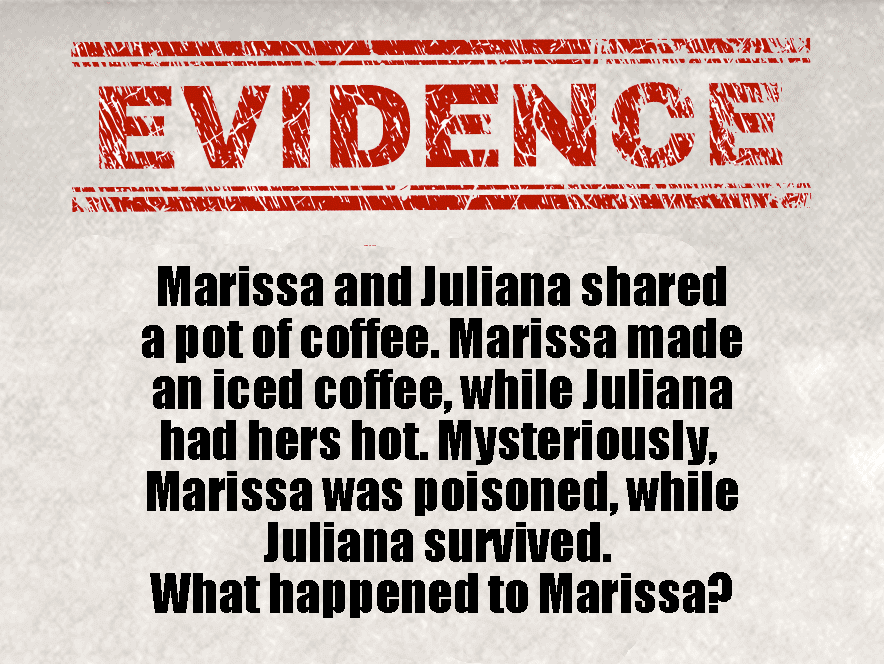 EVIDENCE
Marissa and Juliana shared
a pot of coffee. Marissa made
an iced coffee, while Juliana
had hers hot. Mysteriously,
Marissa was poisoned, while
Juliana survived.
What happened to Marissa?